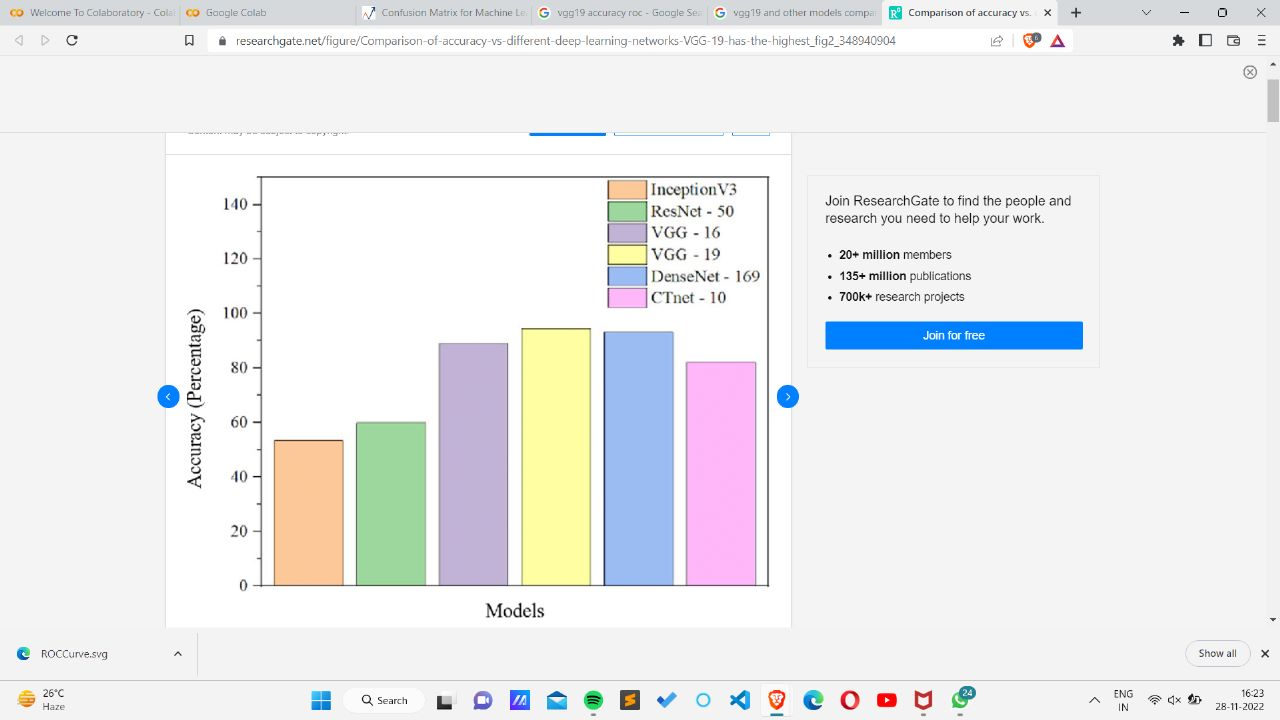 Welcome To Colaboratory - Colal
Google Colab
Confusion Matrix for Machine Le
vgg19 accuracy roc - Google Sea
vgg19 and other models compari
Comparison of accuracy vs.
researchgate.net/figure/Comparison-of-accuracy-vs-different-deep-learning-networks-VGG-19-has-the-highest_fig2_348940904
6
InceptionV3
ResNet - 50
VGG - 16
VGG - 19
DenseNet - 169
CTnet - 10
140
120
100
80
60
40
20
0
Accuracy (Percentage)
Models
Join ResearchGate to find the people and
research you need to help your work.
• 20+ million members
• 135+ million publications
• 700k+ research projects
Join for free
ROCCurve.svg
Show all
26°C
Haze
Search
24
ENG
IN
16:23
28-11-2022